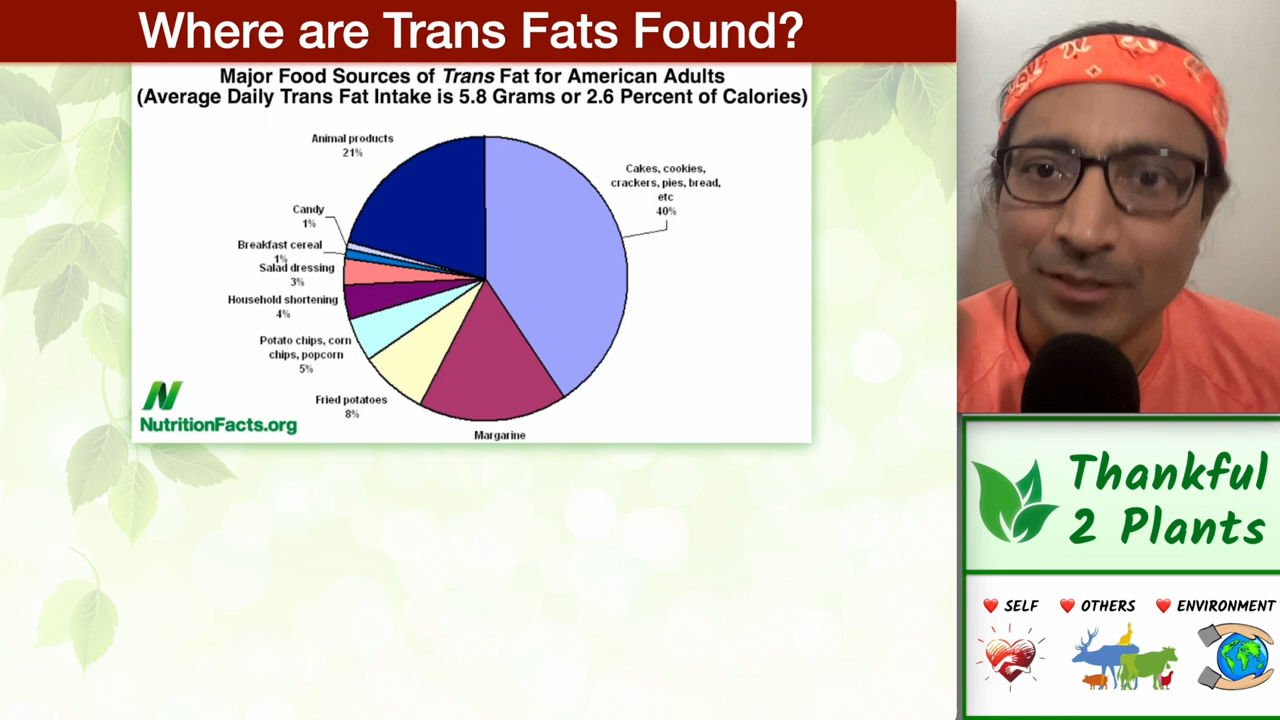 Where are Trans Fats Found?
Major Food Sources of Trans Fat for American Adults
(Average Daily Trans Fat Intake is 5.8 Grams or 2.6 Percent of Calories)
Animal products
21%
Candy
1%
Breakfast cereal
1%
Salad dressing
3%
Household shortening
4%
Potato chips, corn
chips, popcorn
5%
Fried potatoes
8%
Margarine
Cakes, cookies,
crackers, pies, bread,
etc
40%
N
NutritionFacts.org
Thankful
2 Plants
SELF
OTHERS
ENVIRONMENT